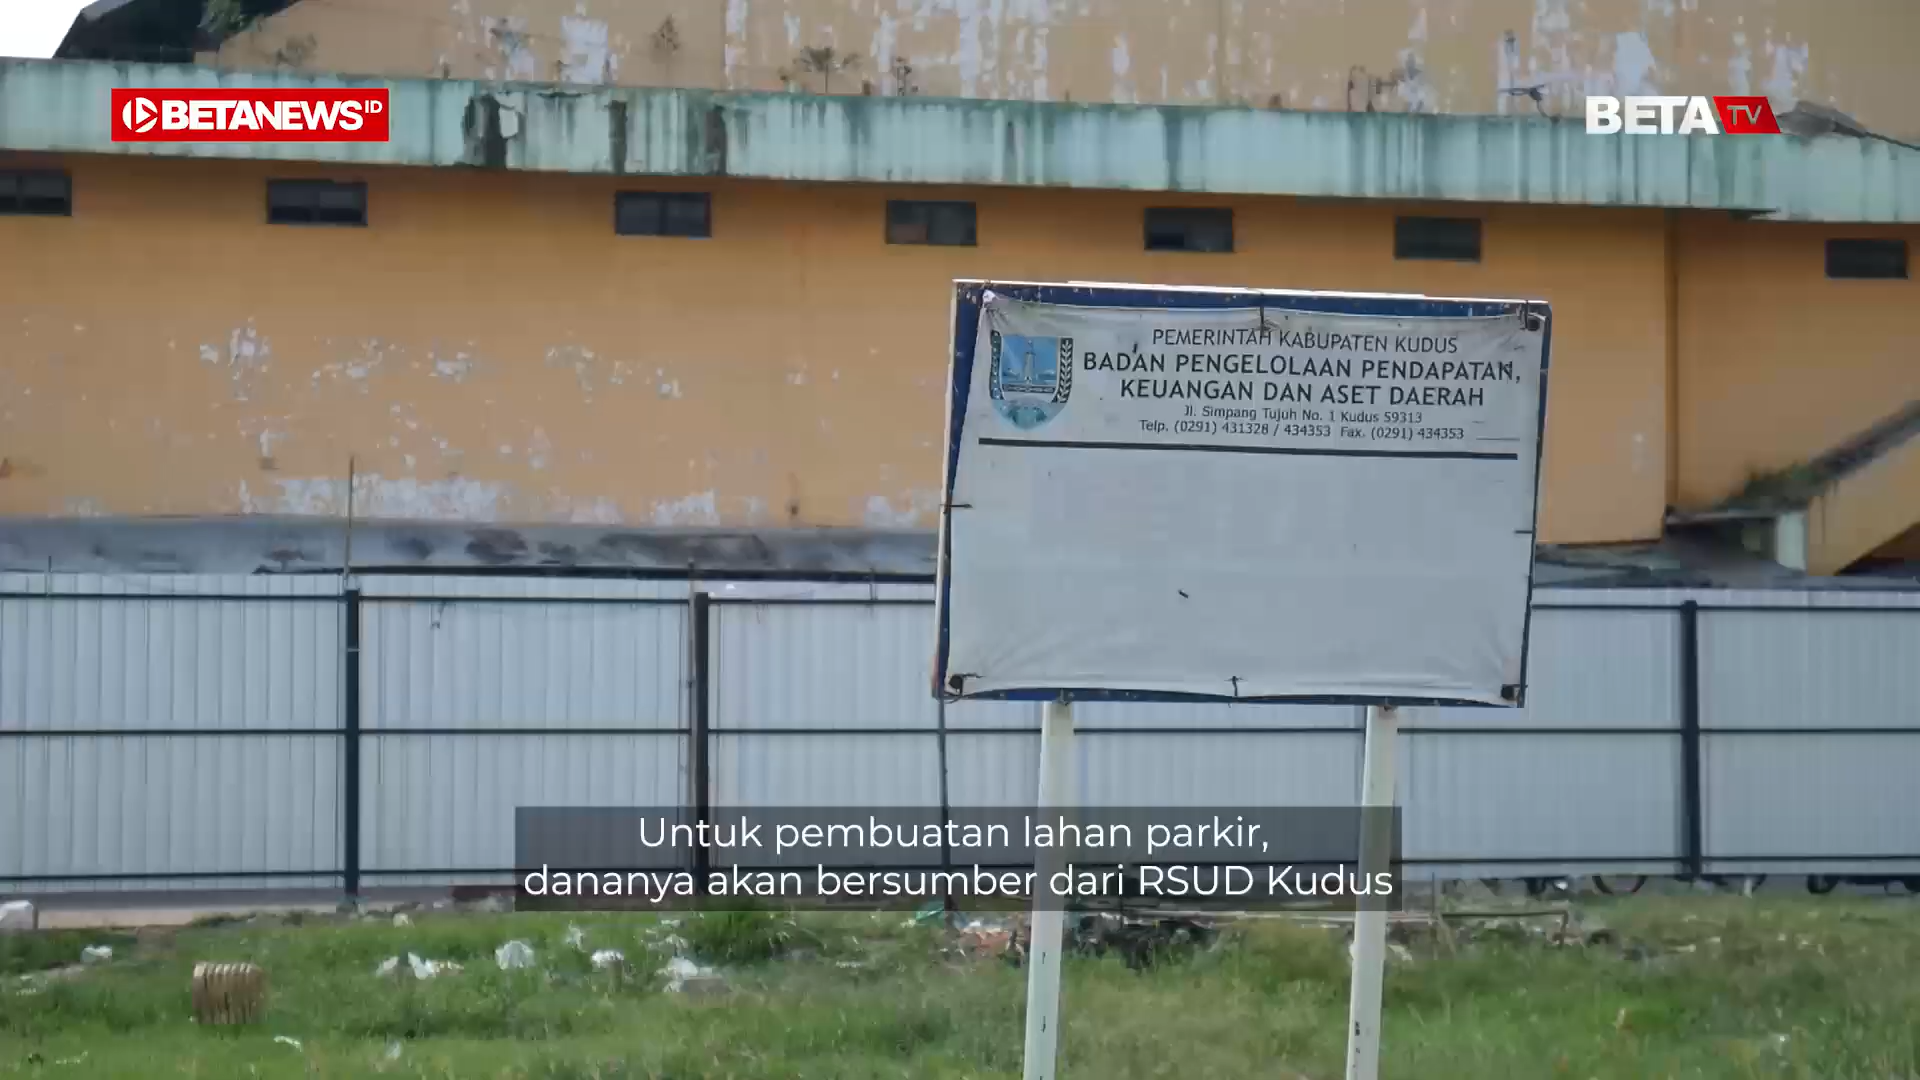 BETANEWS ID
BETA TV
PEMERINTAH KABUPATEN KUDUS
BADAN PENGELOLAAN PENDAPATAN,
KEUANGAN DAN ASET DAERAH
Jl. Simpang Tujuh No. 1 Kudus 59313
Telp. (0291) 431328 / 434353 Fax. (0291) 434353
Untuk pembuatan lahan parkir,
dananya akan bersumber dari RSUD Kudus